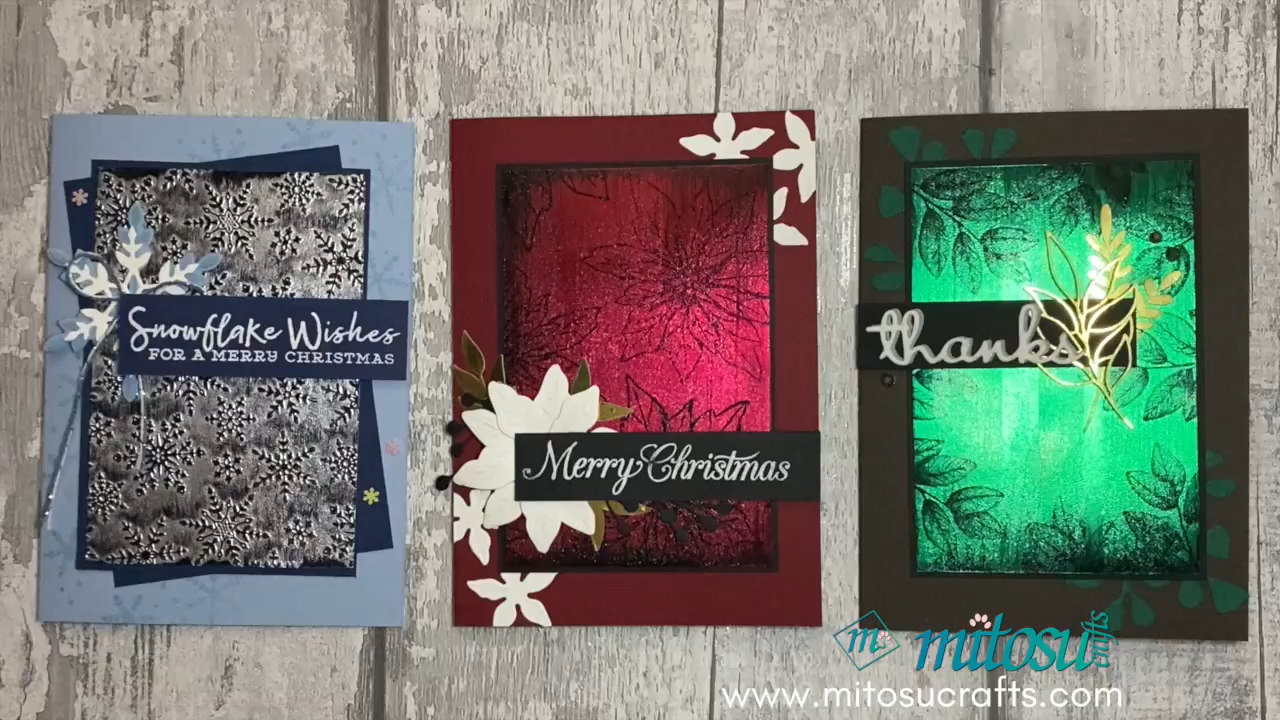 Snowflake Wishes
FOR A MERRY CHRISTMAS
Merry Christmas
thanks
m
mitosu crafts
www.mitosucrafts.com